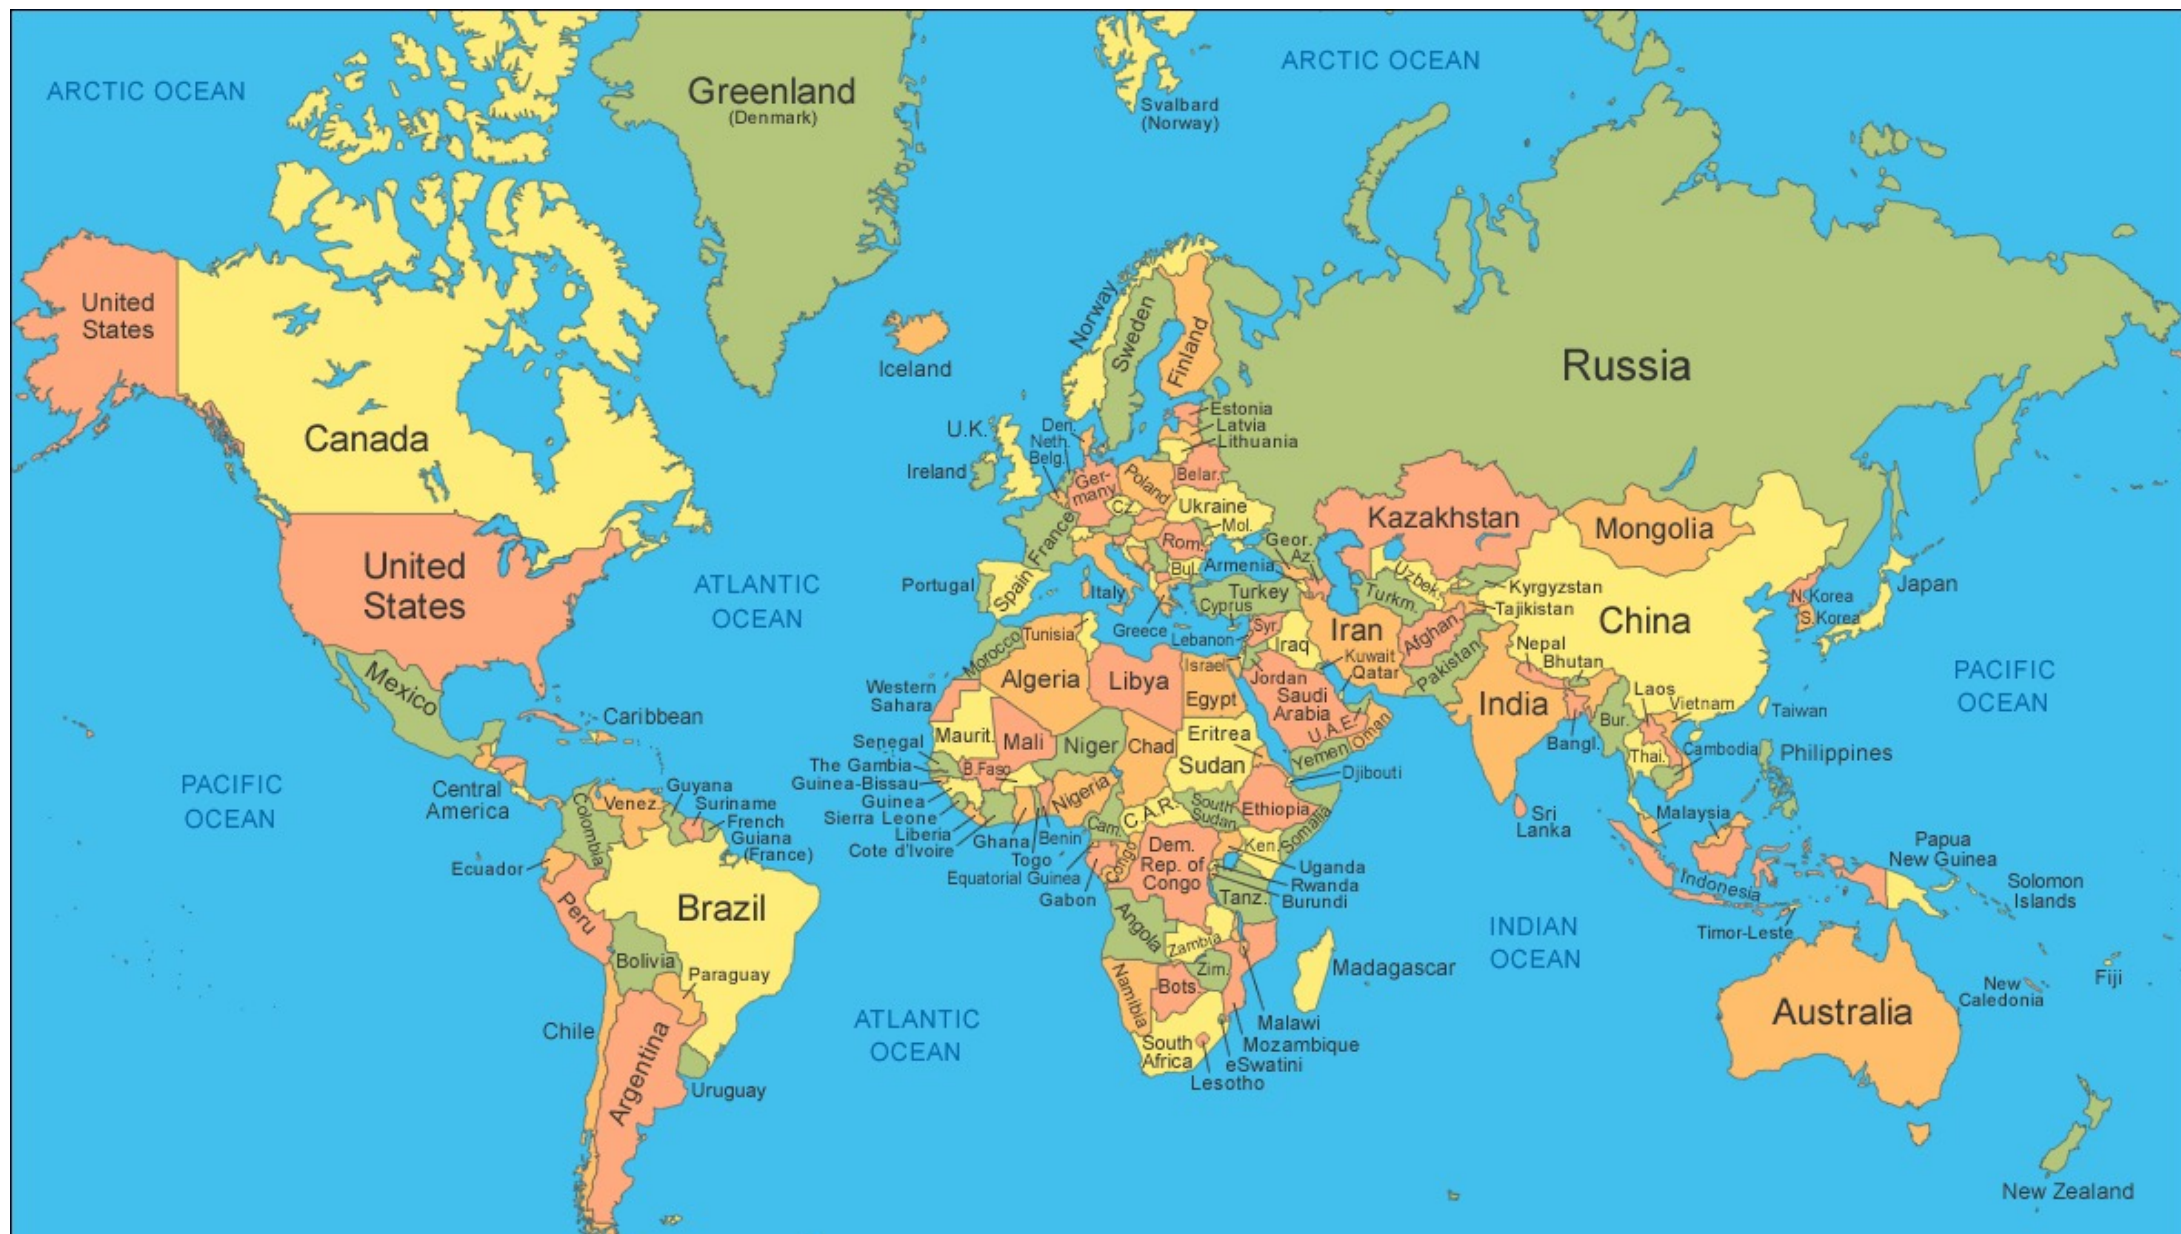 ARCTIC OCEAN
ARCTIC OCEAN
Greenland
(Denmark)
Svalbard
(Norway)
United
States
Canada
Iceland
Norway
Sweden
Finland
Russia
U.K.
Ireland
Den.
Neth.
Belg.
Estonia
Latvia
Lithuania
Belar.
Ger-
many
Poland
Cz.
Ukraine
Mol.
France
Rom.
Bul.
Geor.
Az.
Armenia
Kazakhstan
Mongolia
United
States
ATLANTIC
OCEAN
Portugal
Spain
Italy
Greece
Turkey
Cyprus
Lebanon
Syr.
Iraq
Israel
Jordan
Iran
Kuwait
Qatar
Uzbek.
Turkm.
Kyrgyzstan
Tajikistan
Afghan.
Pakistan
China
N. Korea
S. Korea
Japan
PACIFIC
OCEAN
Mexico
Caribbean
Central
America
PACIFIC
OCEAN
Morocco
Tunisia
Algeria
Libya
Egypt
Western
Sahara
Maurit.
Mali
Niger
Chad
Sudan
Eritrea
Saudi
Arabia
U.A.E.
Oman
Yemen
Djibouti
India
Nepal
Bhutan
Bangl.
Bur.
Laos
Vietnam
Thai.
Cambodia
Taiwan
Philippines
Sri
Lanka
Malaysia
Indonesia
Timor-Leste
Papua
New Guinea
Solomon
Islands
Senegal
The Gambia
Guinea-Bissau
Guinea
Sierra Leone
Liberia
Cote d'Ivoire
B.Faso
Ghana
Togo
Benin
Nigeria
Cam.
Equatorial Guinea
Gabon
Congo
C.A.R.
South
Sudan
Ethiopia
Somalia
Ken.
Dem.
Rep. of
Congo
Uganda
Rwanda
Burundi
Tanz.
Angola
Zambia
Zim.
Namibia
Bots.
South
Africa
Malawi
Mozambique
eSwatini
Lesotho
Madagascar
Venez.
Guyana
Suriname
French
Guiana
(France)
Colombia
Ecuador
Peru
Brazil
Bolivia
Paraguay
Chile
Argentina
Uruguay
ATLANTIC
OCEAN
INDIAN
OCEAN
Australia
New
Caledonia
Fiji
New Zealand